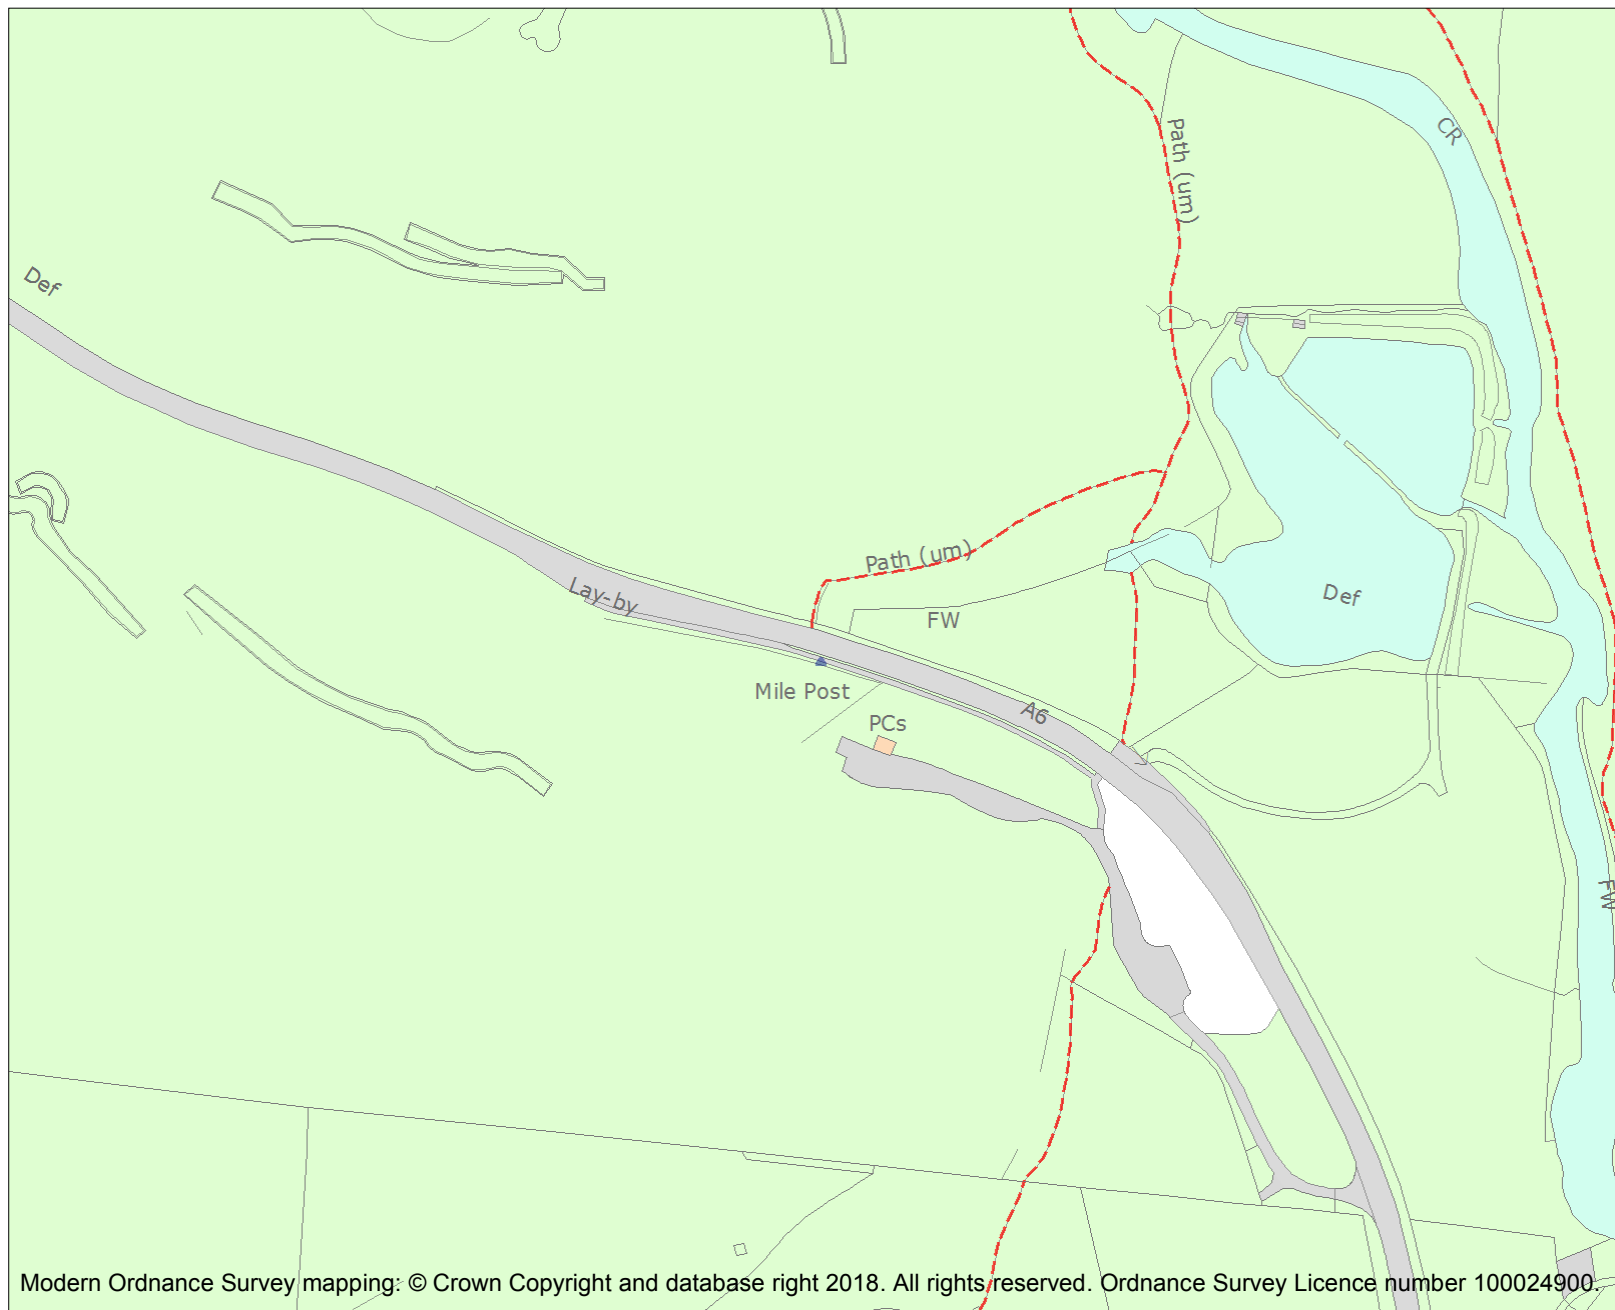 CR
Path (um)
Def
Path (um)
Lay-by
Def
FW
Mile Post
A6
PCs
FW
Modern Ordnance Survey mapping: © Crown Copyright and database right 2018. All rights reserved. Ordnance Survey Licence number 100024900.